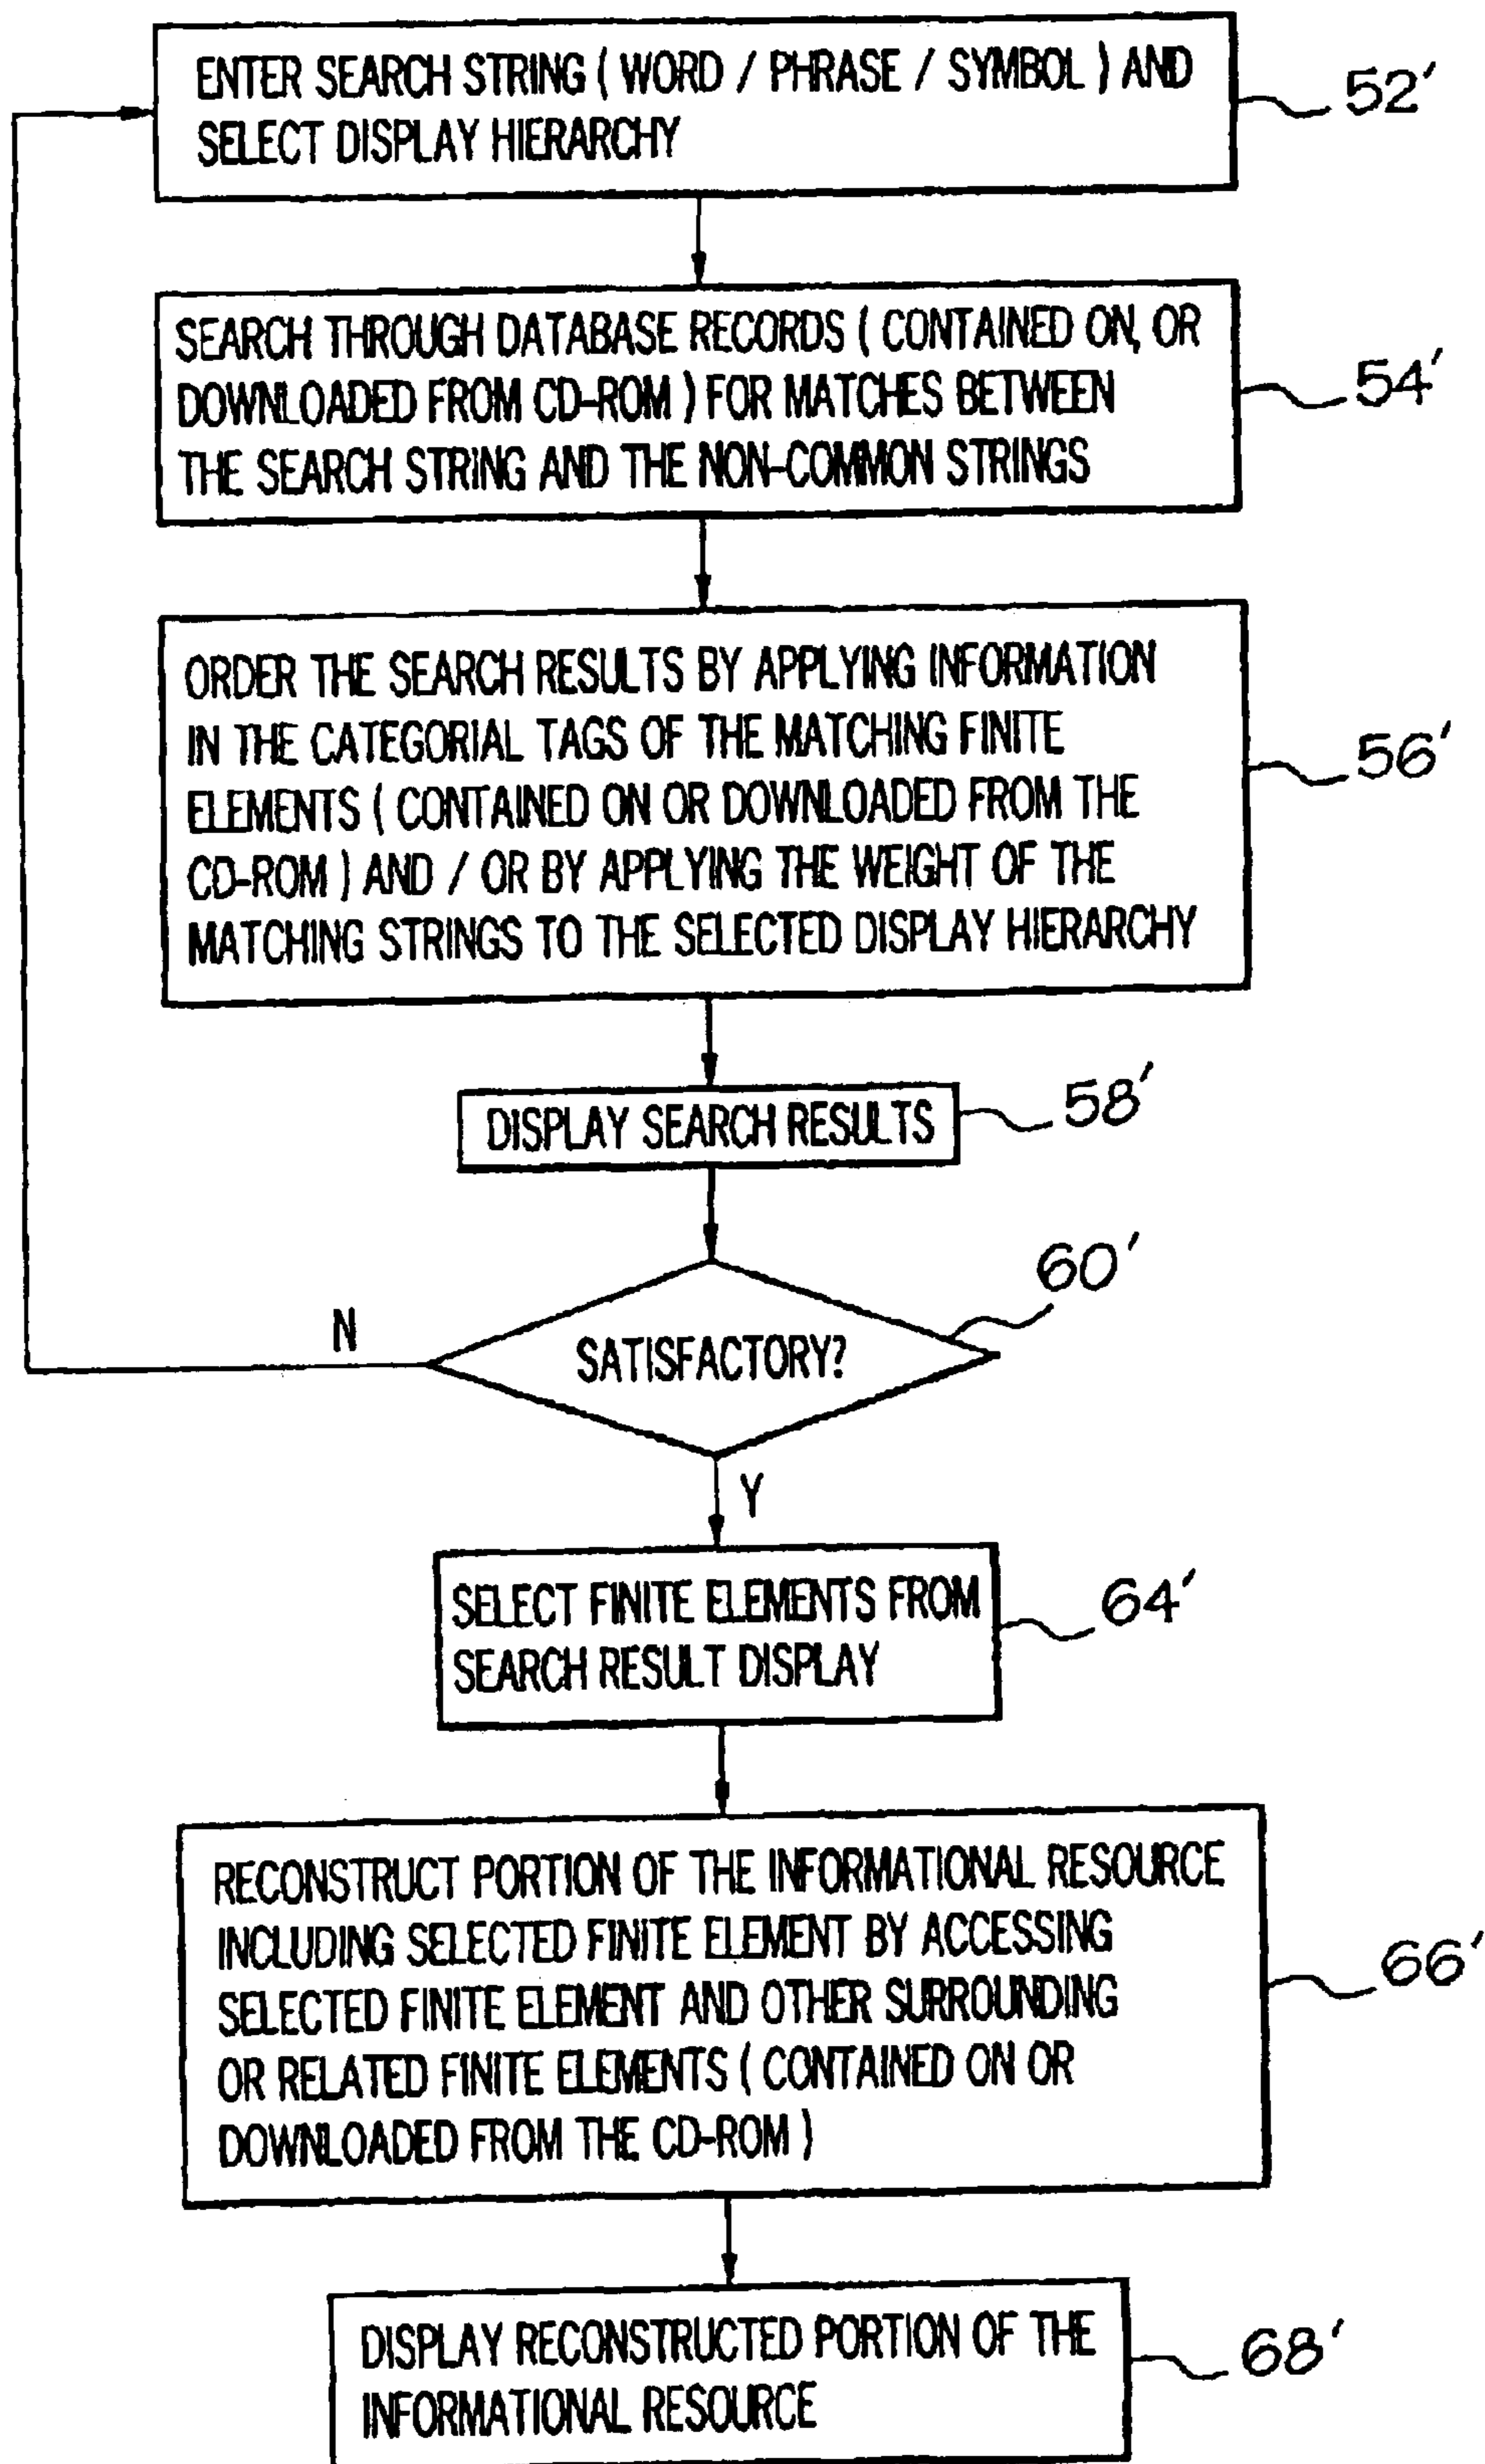 ENTER SEARCH STRING ( WORD / PHRASE / SYMBOL ) AND
SELECT DISPLAY HIERARCHY
52'
SEARCH THROUGH DATABASE RECORDS ( CONTAINED ON, OR
DOWNLOADED FROM CD-ROM ) FOR MATCHES BETWEEN
THE SEARCH STRING AND THE NON-COMMON STRINGS
54'
ORDER THE SEARCH RESULTS BY APPLYING INFORMATION
IN THE CATEGORIAL TAGS OF THE MATCHING FINITE
ELEMENTS ( CONTAINED ON OR DOWNLOADED FROM THE
CD-ROM ) AND / OR BY APPLYING THE WEIGHT OF THE
MATCHING STRINGS TO THE SELECTED DISPLAY HIERARCHY
56'
DISPLAY SEARCH RESULTS
58'
60'
N
SATISFACTORY?
Y
SELECT FINITE ELEMENTS FROM
SEARCH RESULT DISPLAY
64'
RECONSTRUCT PORTION OF THE INFORMATIONAL RESOURCE
INCLUDING SELECTED FINITE ELEMENT BY ACCESSING
SELECTED FINITE ELEMENT AND OTHER SURROUNDING
OR RELATED FINITE ELEMENTS ( CONTAINED ON OR
DOWNLOADED FROM THE CD-ROM )
66'
DISPLAY RECONSTRUCTED PORTION OF THE
INFORMATIONAL RESOURCE
68'